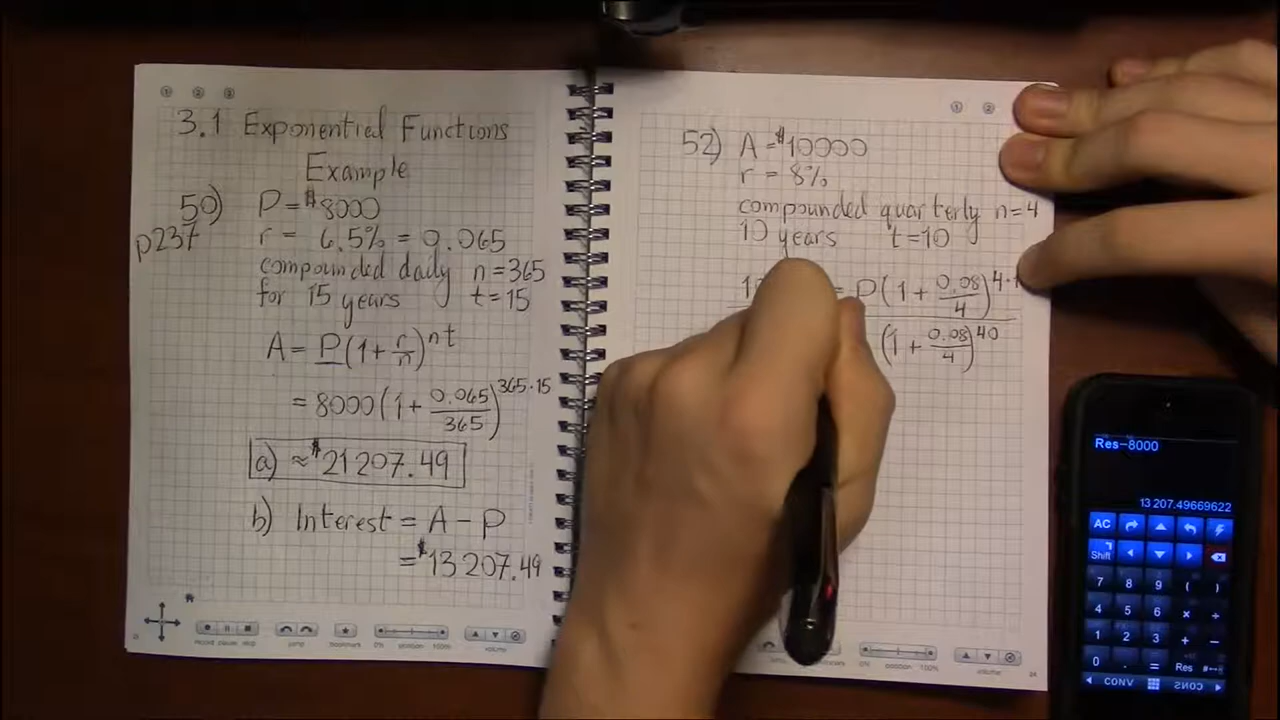 3.1 Exponential Functions
Example
50) P = $8000
p237
r = 6.5% = 0.065
compounded daily n = 365
for 15 years t = 15
A = P(1 + r/n)^nt
= 8000(1 + 0.065/365)^365·15
a) ≈ $21207.49
b) Interest = A - P
= $13207.49
52) A = $10000
r = 8%
compounded quarterly n=4
10 years t=10
= P(1 + 0.08/4)^4·
(1 + 0.08/4)^40
Res-8000
13 207.49669622
AC
Shift
7 8 9 ( )
4 5 6 × ÷
1 2 3 + -
0 . = Res
CONV CONS